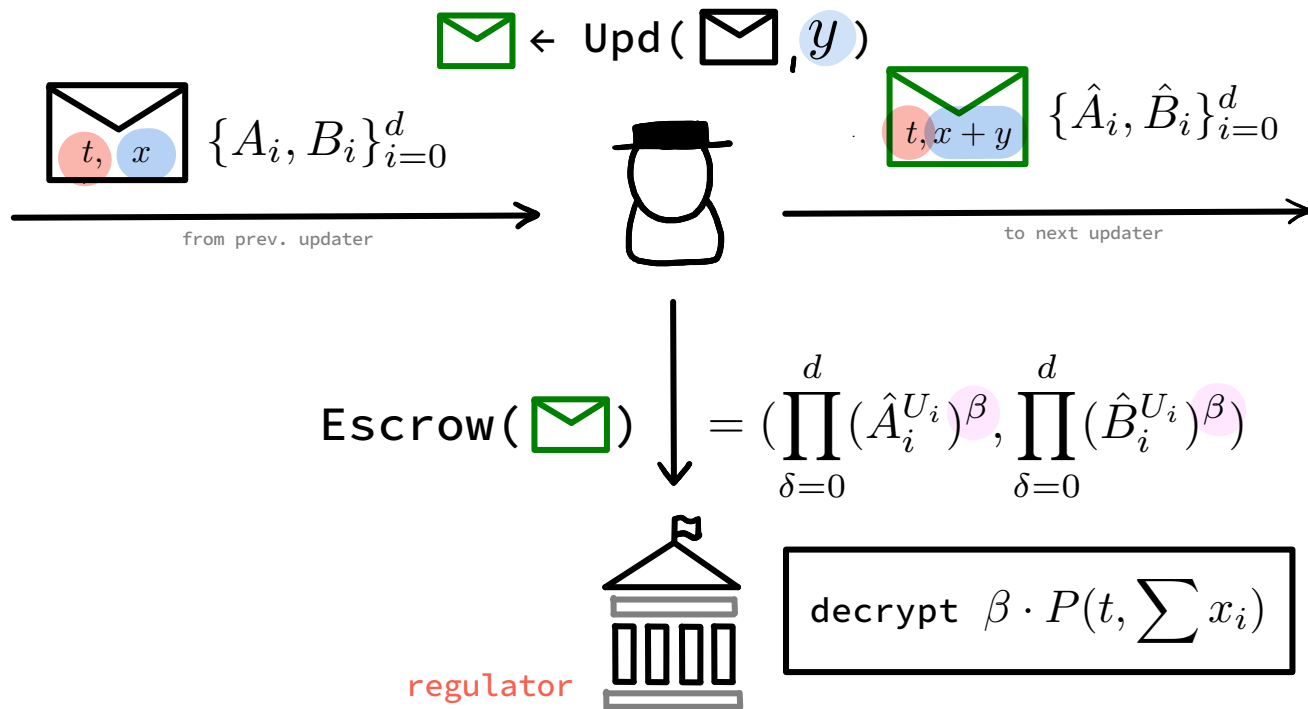 ← Upd( , y)
t, x {A_i, B_i}_{i=0}^d
t, x + y {Â_i, B̂_i}_{i=0}^d
from prev. updater
to next updater
Escrow( ) = (∏_{δ=0}^d (Â_i^{U_i})^β, ∏_{δ=0}^d (B̂_i^{U_i})^β)
decrypt β · P(t, ∑ x_i)
regulator